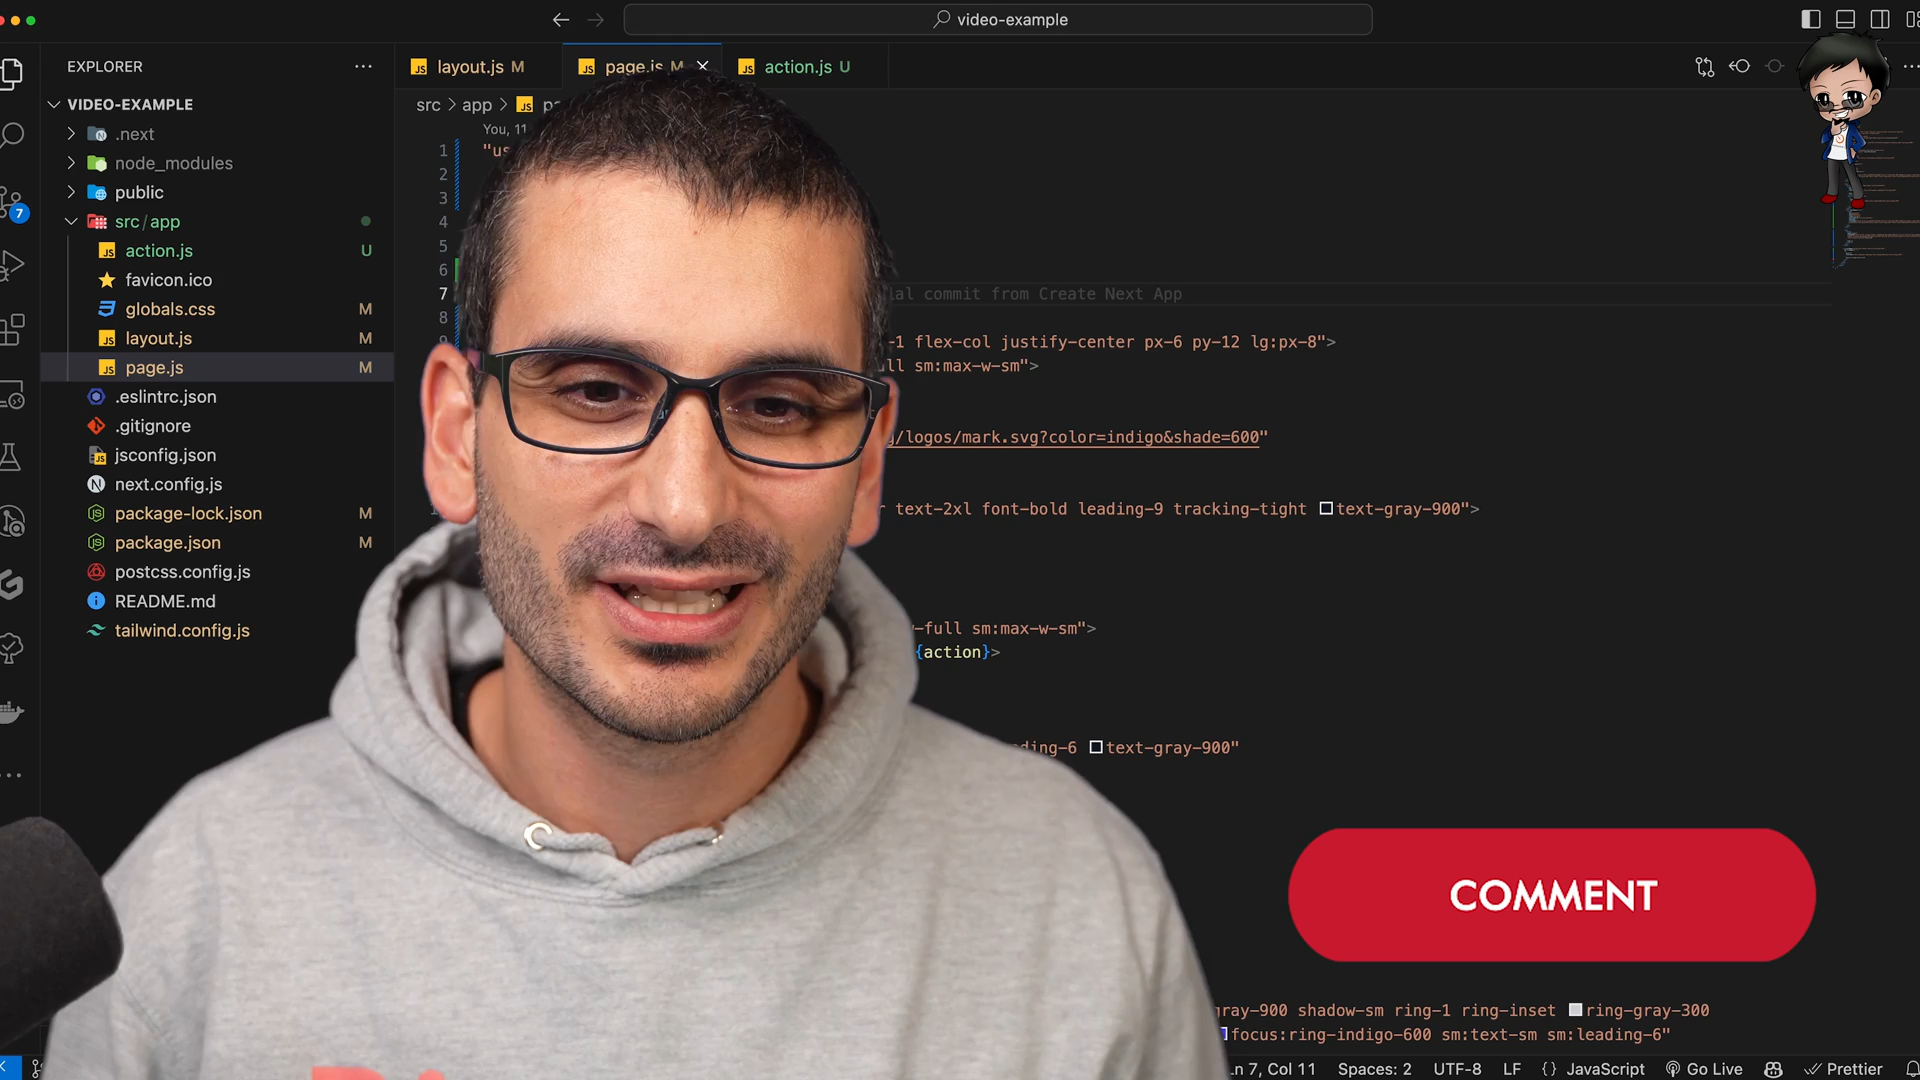 video-example
EXPLORER
layout.js M
page.js M
action.js U
VIDEO-EXAMPLE
src > app >
.next
You, 11
node_modules
1
2
public
3
src/app
4
action.js U
5
favicon.ico
6
7
commit from Create Next App
globals.css M
8
layout.js M
-1 flex-col justify-center px-6 py-12 lg:px-8">
page.js M
sm:max-w-sm">
.eslintrc.json
.gitignore
/logos/mark.svg?color=indigo&shade=600"
jsconfig.json
next.config.js
package-lock.json M
text-2xl font-bold leading-9 tracking-tight text-gray-900">
package.json M
postcss.config.js
README.md
-full sm:max-w-sm">
tailwind.config.js
{action}>
-6 text-gray-900"
COMMENT
gray-900 shadow-sm ring-1 ring-inset ring-gray-300
focus:ring-indigo-600 sm:text-sm sm:leading-6"
7
Ln 7, Col 11 Spaces: 2 UTF-8 LF {} JavaScript Go Live Prettier